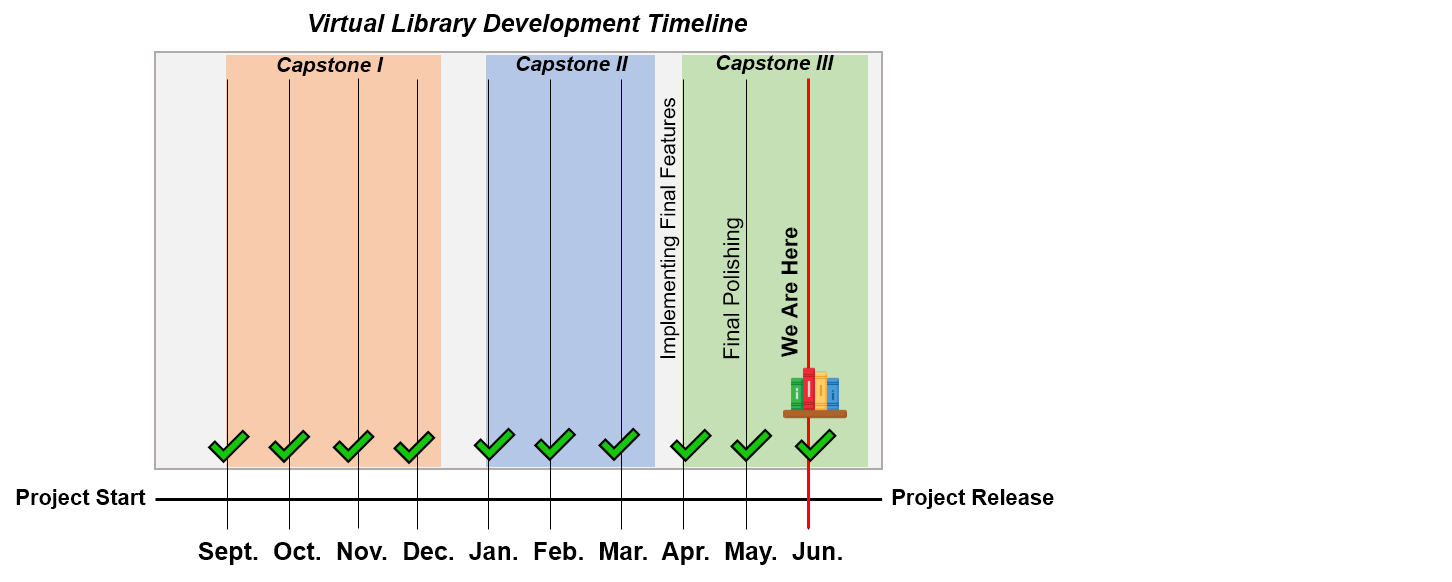 Virtual Library Development Timeline
Capstone I
Capstone II
Capstone III
Implementing Final Features
Final Polishing
We Are Here
Project Start
Project Release
Sept. Oct. Nov. Dec. Jan. Feb. Mar. Apr. May. Jun.